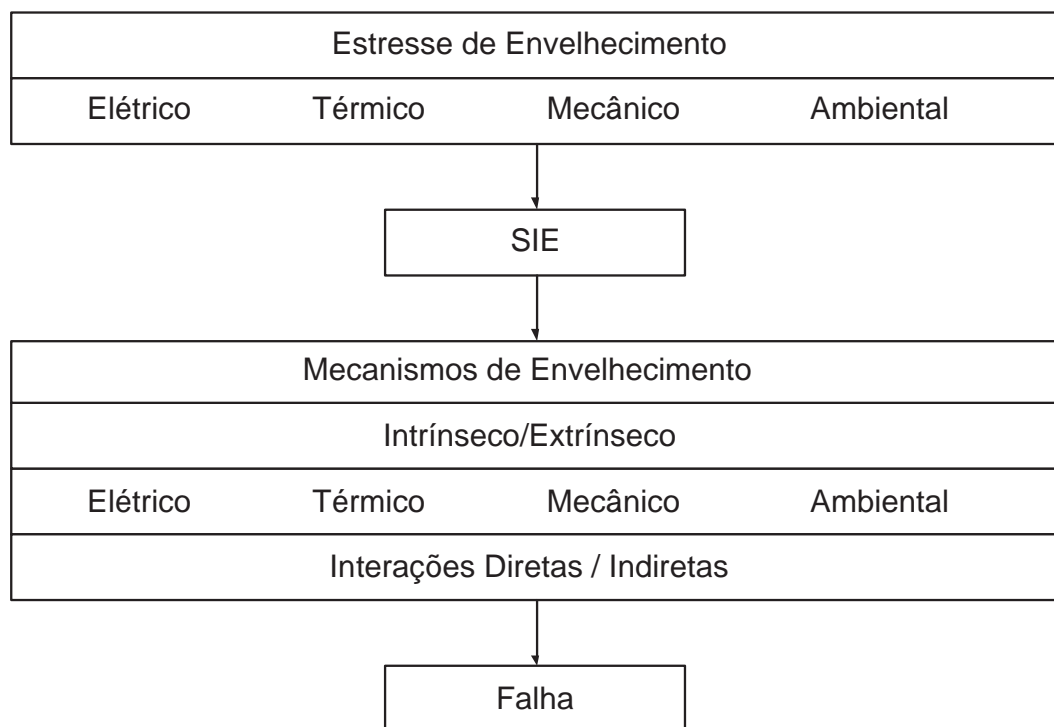 Estresse de Envelhecimento
Elétrico Térmico Mecânico Ambiental
SIE
Mecanismos de Envelhecimento
Intrínseco/Extrínseco
Elétrico Térmico Mecânico Ambiental
Interações Diretas / Indiretas
Falha